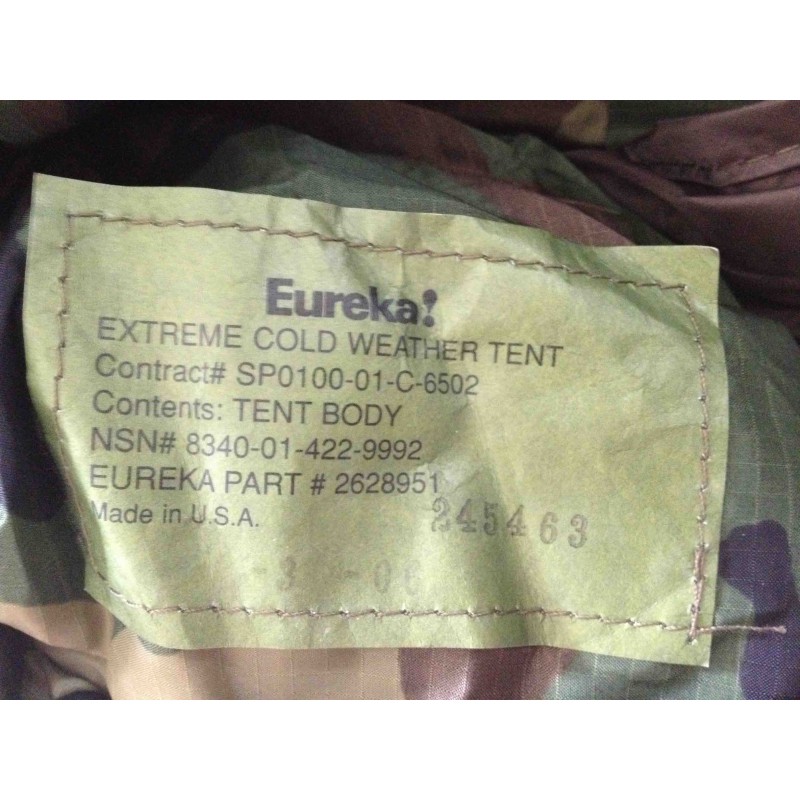 Eureka!
EXTREME COLD WEATHER TENT
Contract# SP0100-01-C-6502
Contents: TENT BODY
NSN# 8340-01-422-9992
EUREKA PART # 2628951
Made in U.S.A.
245463